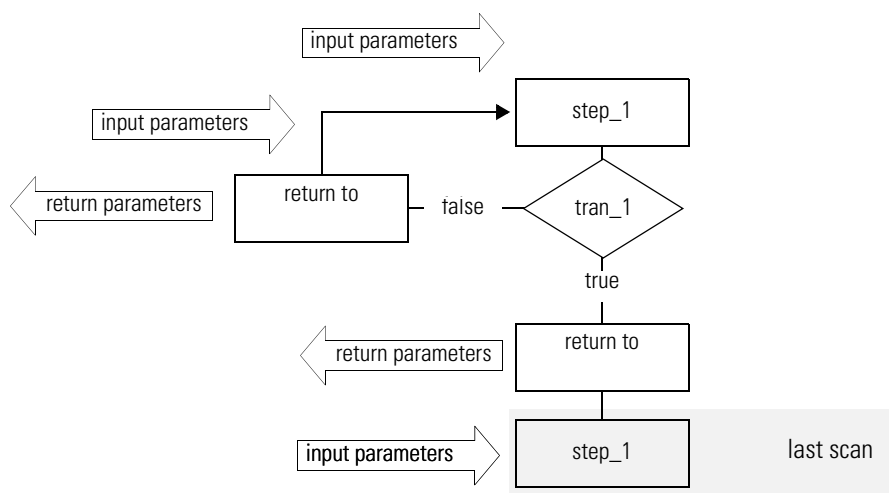 input parameters
step_1
input parameters
return to
return parameters
false
tran_1
true
return to
return parameters
step_1
last scan
input parameters